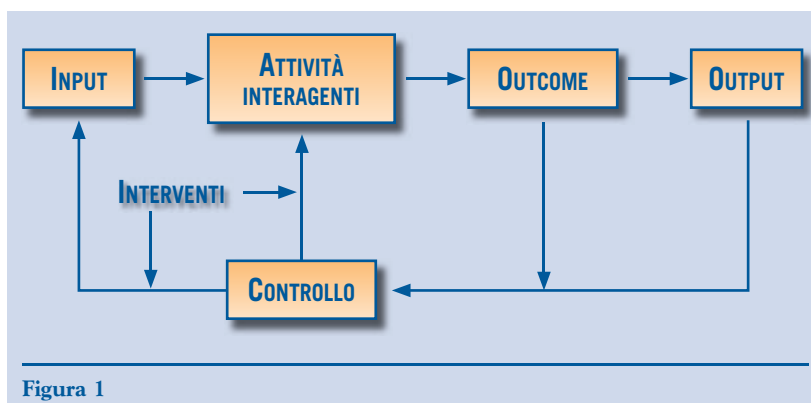 INPUT
ATTIVITÀ
INTERAGENTI
OUTCOME
OUTPUT
INTERVENTI
CONTROLLO
Figura 1